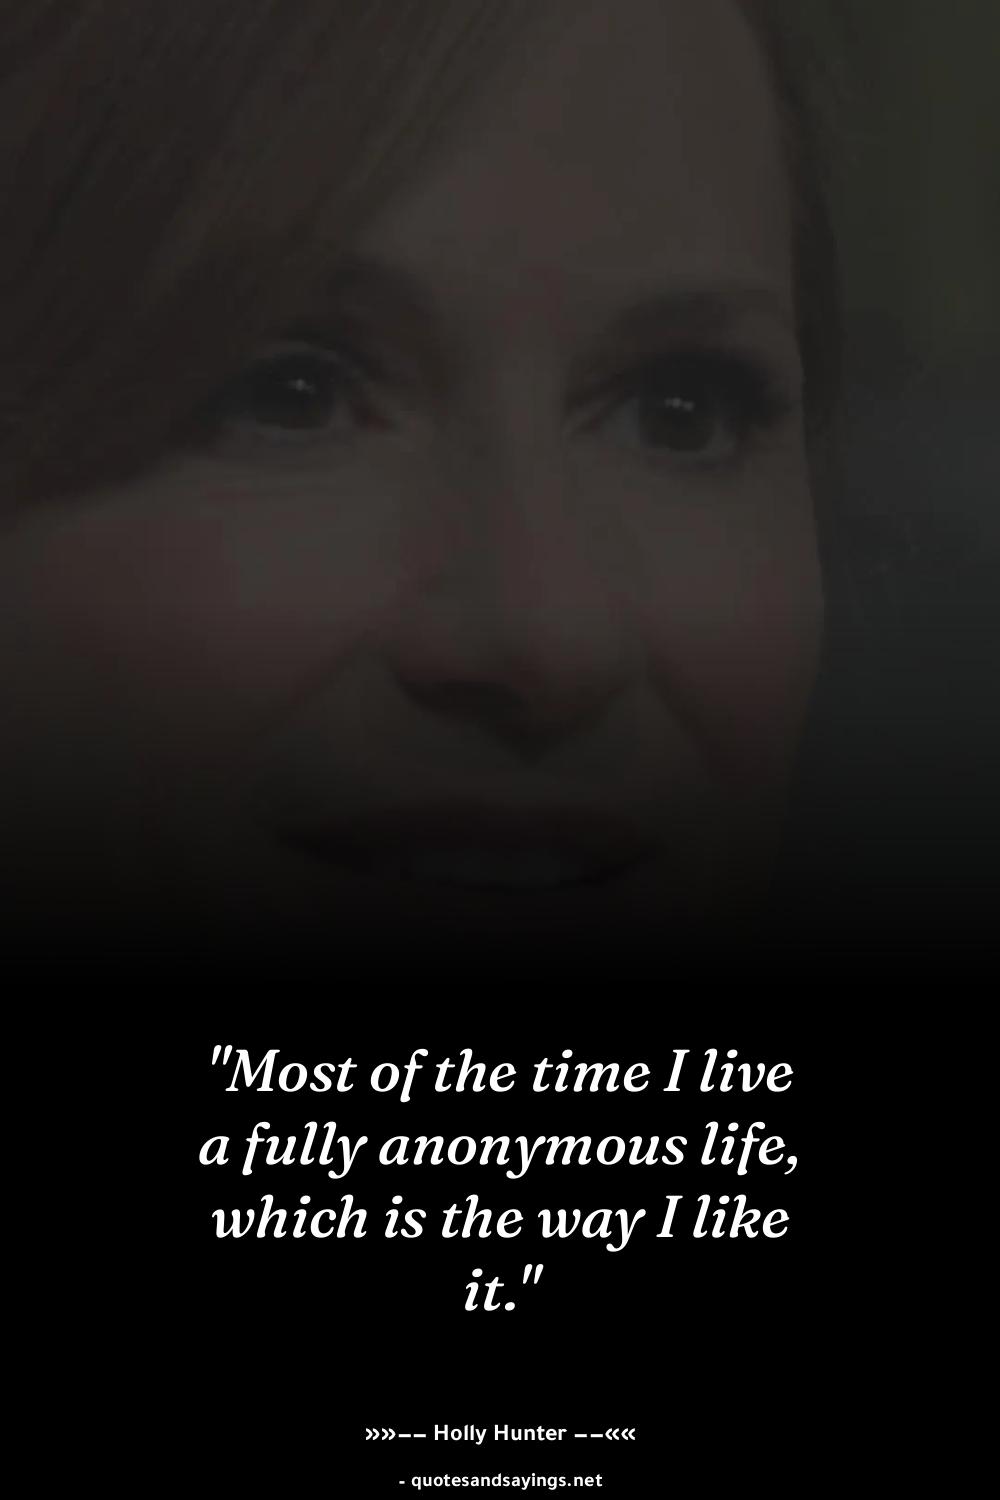 "Most of the time I live
a fully anonymous life,
which is the way I like
it."
»»−− Holly Hunter −−««
- quotesandsayings.net